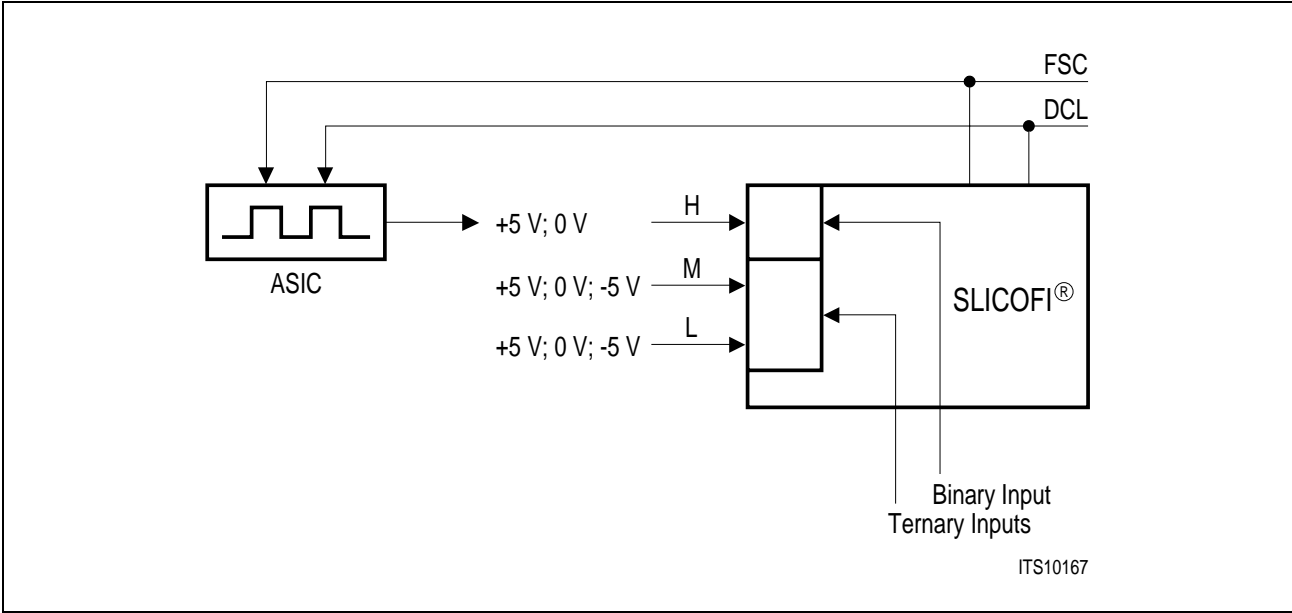 FSC
DCL
H
+5 V; 0 V
ASIC
M
+5 V; 0 V; -5 V
SLICOFI®
L
+5 V; 0 V; -5 V
Binary Input
Ternary Inputs
ITS10167